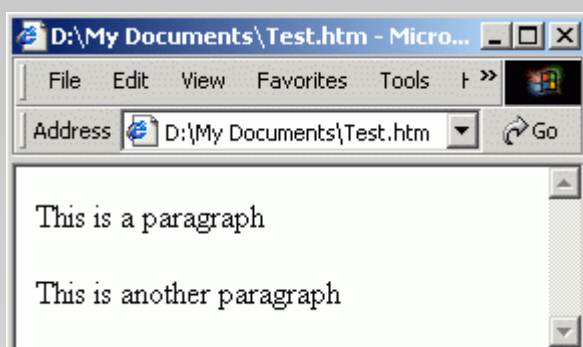 D:\My Documents\Test.htm - Micro...
File Edit View Favorites Tools »
Address D:\My Documents\Test.htm Go
This is a paragraph
This is another paragraph